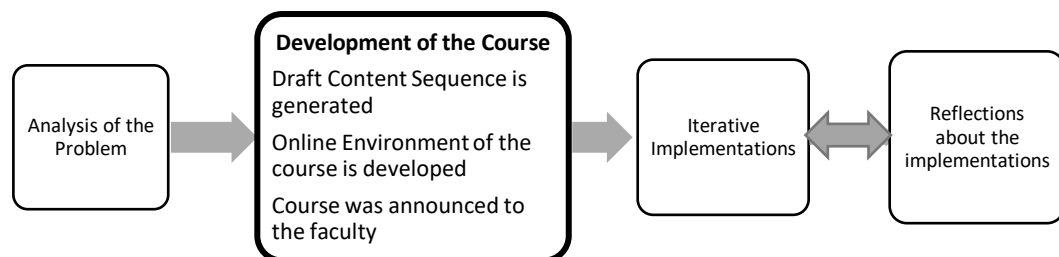 Analysis of the
Problem
Development of the Course
Draft Content Sequence is
generated
Online Environment of the
course is developed
Course was announced to
the faculty
Iterative
Implementations
Reflections
about the
implementations